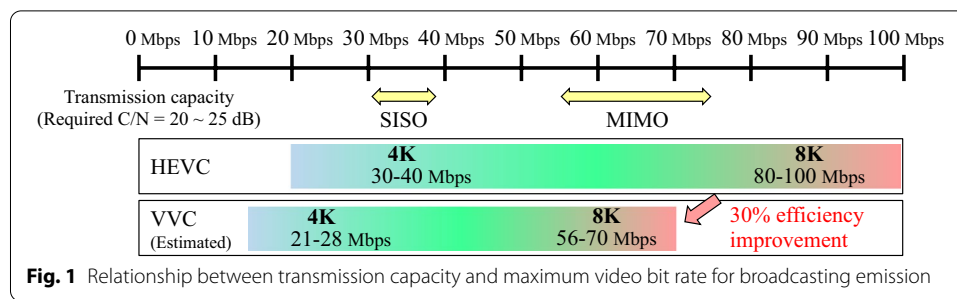 0 Mbps 10 Mbps 20 Mbps 30 Mbps 40 Mbps 50 Mbps 60 Mbps 70 Mbps 80 Mbps 90 Mbps 100 Mbps
Transmission capacity
(Required C/N = 20 ~ 25 dB)
SISO
MIMO
HEVC
4K
30-40 Mbps
8K
80-100 Mbps
VVC
(Estimated)
4K
21-28 Mbps
8K
56-70 Mbps
30% efficiency
improvement
Fig. 1 Relationship between transmission capacity and maximum video bit rate for broadcasting emission